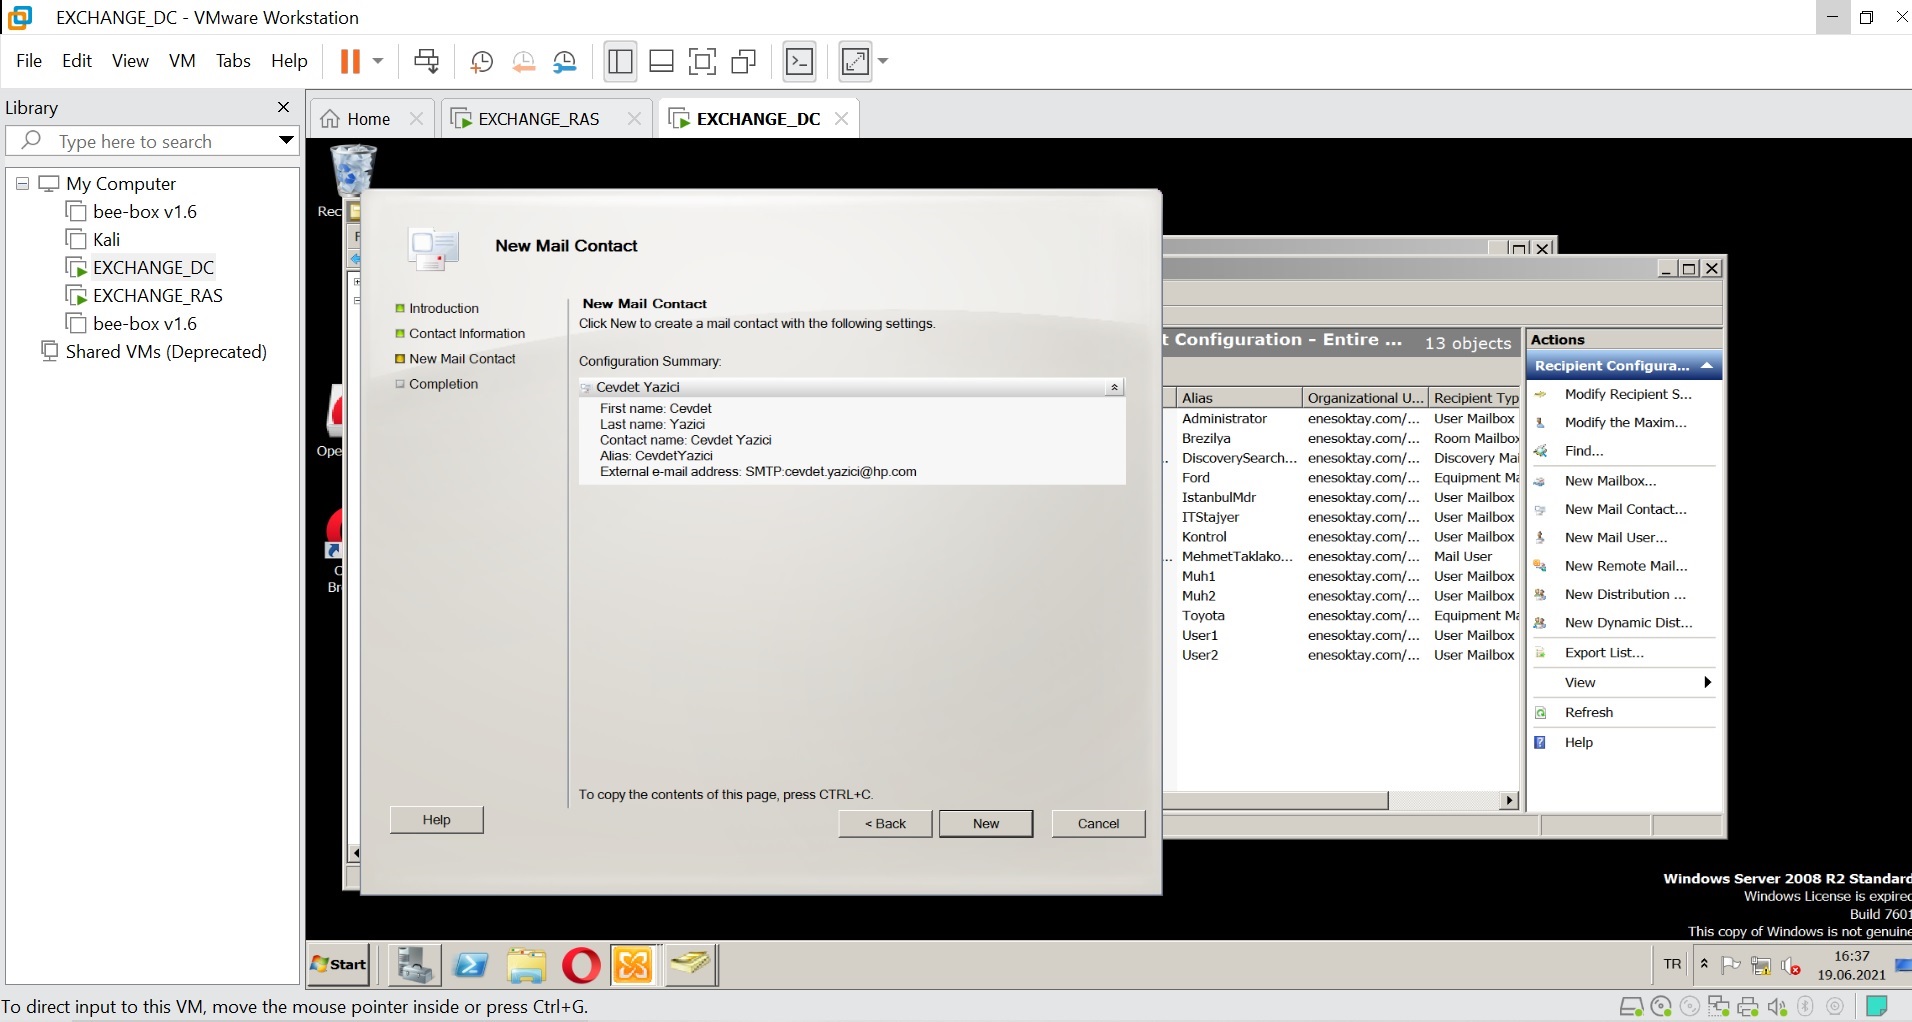 EXCHANGE_DC - VMware Workstation
File Edit View VM Tabs Help
Library
Type here to search
My Computer
bee-box v1.6
Kali
EXCHANGE_DC
EXCHANGE_RAS
bee-box v1.6
Shared VMs (Deprecated)
Home EXCHANGE_RAS EXCHANGE_DC
Rec
Ope
New Mail Contact
Introduction
Contact Information
New Mail Contact
Completion
New Mail Contact
Click New to create a mail contact with the following settings.
Configuration Summary:
Cevdet Yazici
First name: Cevdet
Last name: Yazici
Contact name: Cevdet Yazici
Alias: CevdetYazici
External e-mail address: SMTP:cevdet.yazici@hp.com
To copy the contents of this page, press CTRL+C.
Help < Back New Cancel
t Configuration - Entire ... 13 objects
Alias Organizational U... Recipient Typ
Administrator enesoktay.com/... User Mailbox
Brezilya enesoktay.com/... Room Mailbox
DiscoverySearch... enesoktay.com/... Discovery Mai
Ford enesoktay.com/... Equipment Ma
IstanbulMdr enesoktay.com/... User Mailbox
ITStajyer enesoktay.com/... User Mailbox
Kontrol enesoktay.com/... User Mailbox
MehmetTaklako... enesoktay.com/... Mail User
Muh1 enesoktay.com/... User Mailbox
Muh2 enesoktay.com/... User Mailbox
Toyota enesoktay.com/... Equipment Ma
User1 enesoktay.com/... User Mailbox
User2 enesoktay.com/... User Mailbox
Actions
Recipient Configura...
Modify Recipient S...
Modify the Maxim...
Find...
New Mailbox...
New Mail Contact...
New Mail User...
New Remote Mail...
New Distribution ...
New Dynamic Dist...
Export List...
View
Refresh
Help
Windows Server 2008 R2 Standard
Windows License is expired
Build 7601
This copy of Windows is not genuine
Start
TR
16:37
19.06.2021
To direct input to this VM, move the mouse pointer inside or press Ctrl+G.